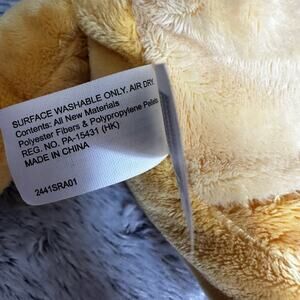 SURFACE WASHABLE ONLY. AIR DRY.
Contents: All New Materials
Polyester Fibers & Polypropylene Pellets
REG. NO. PA-15431 (HK)
MADE IN CHINA
2441SRA01